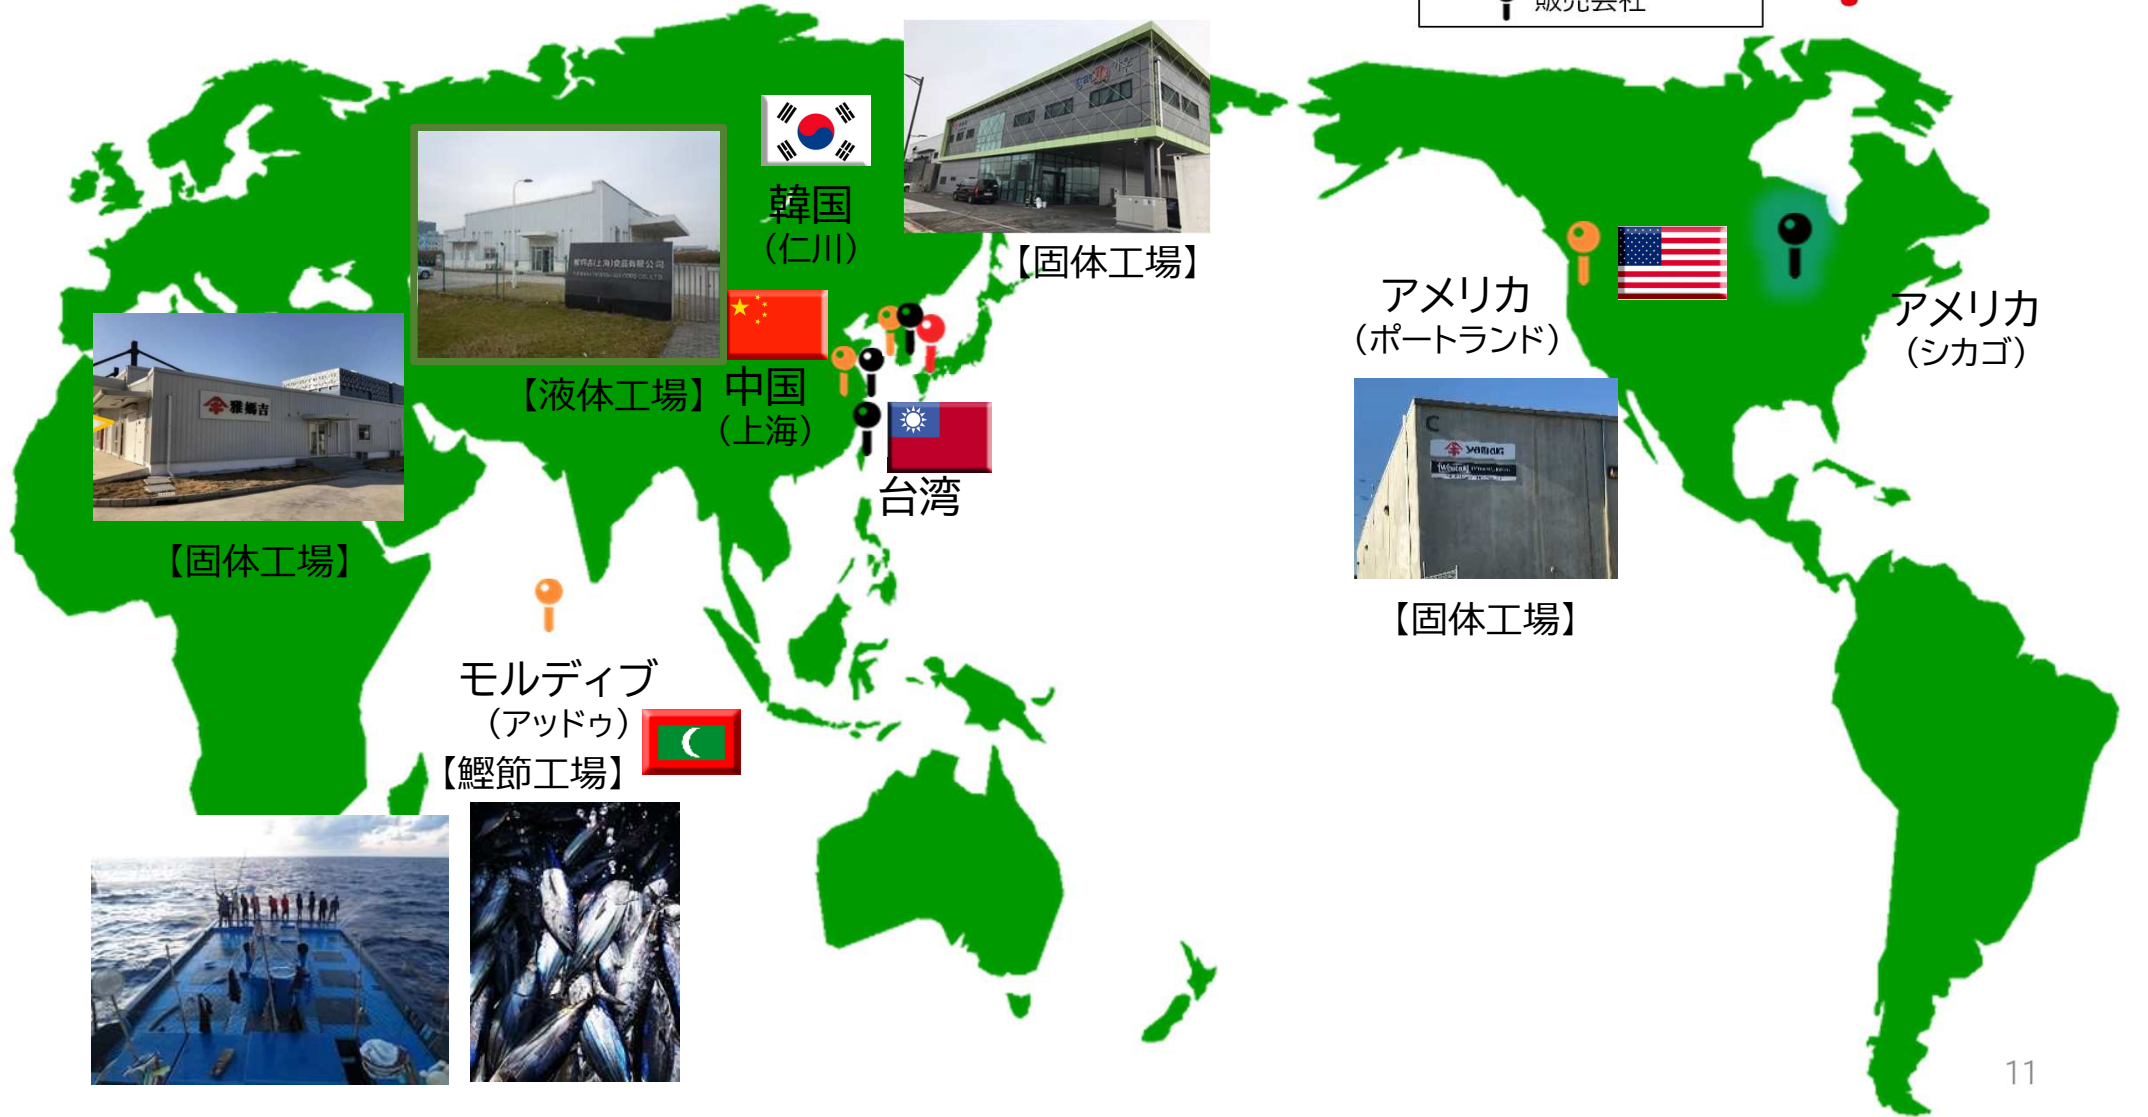 販売会社
韓国
（仁川）
【固体工場】
【液体工場】
中国
（上海）
台湾
雅媽吉
【固体工場】
モルディブ
（アッドゥ）
【鰹節工場】
アメリカ
（ポートランド）
アメリカ
（シカゴ）
C
yamaki
【固体工場】
11